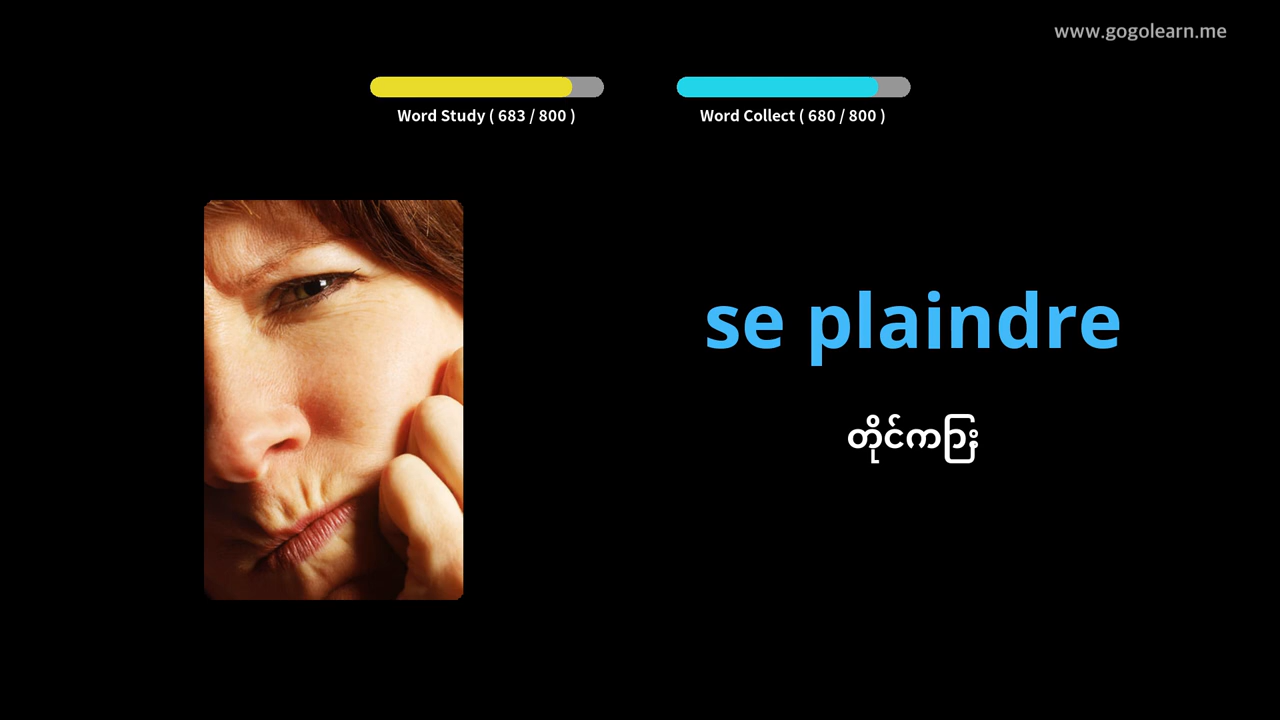 www.gogolearn.me
Word Study ( 683 / 800 )
Word Collect ( 680 / 800 )
se plaindre
တိုင်ကြား